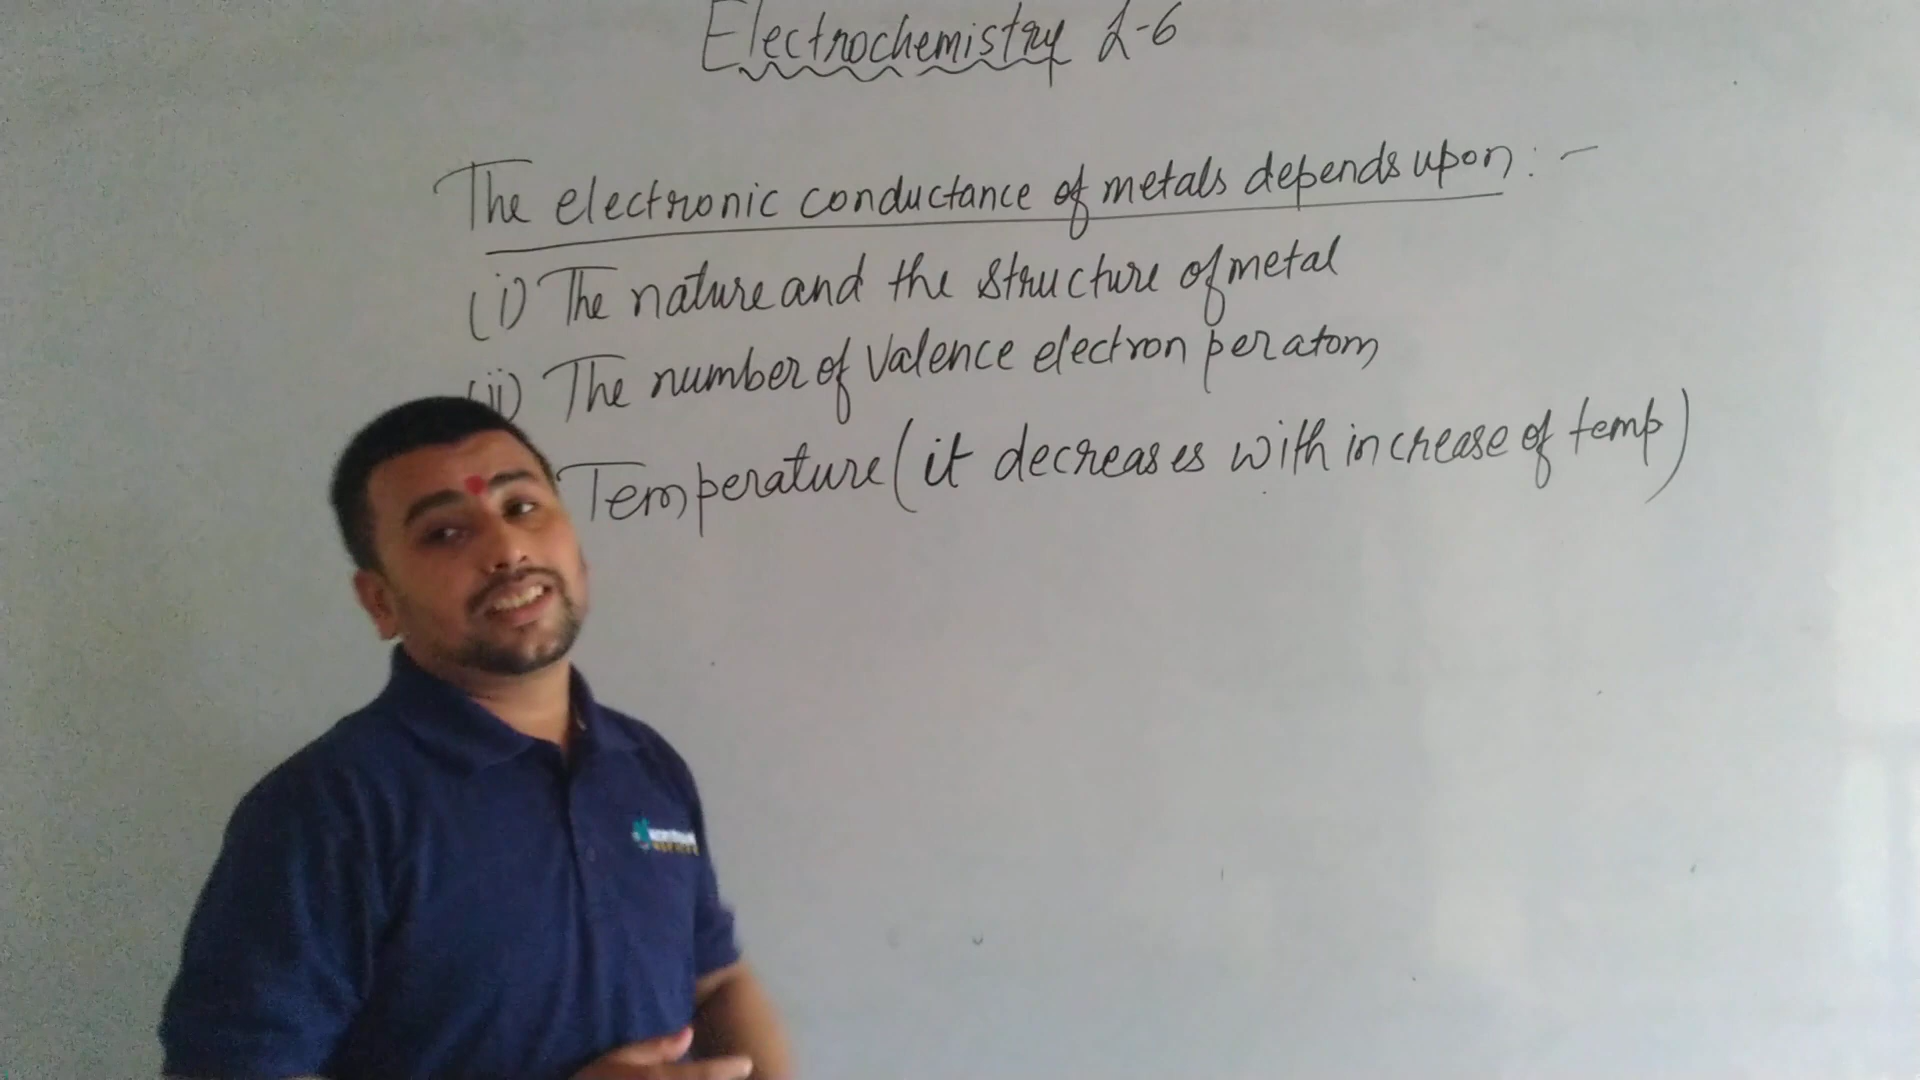 Electrochemistry L-6
The electronic conductance of metals depends upon :-
(i) The nature and the structure of metal
(ii) The number of valence electron per atom
Temperature (it decreases with increase of temp)